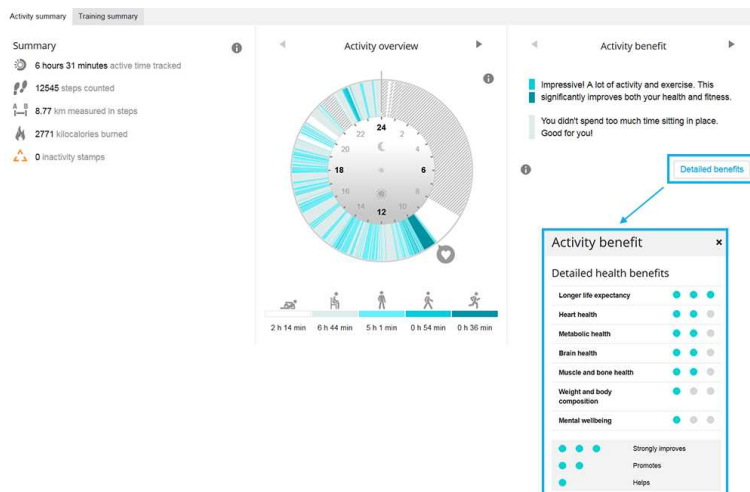 Activity summary
Training summary
Summary
6 hours 31 minutes active time tracked
12545 steps counted
A B
8.77 km measured in steps
2771 kilocalories burned
0 inactivity stamps
Activity overview
24
22
2
20
4
18
6
16
8
14
10
12
2 h 14 min
6 h 44 min
5 h 1 min
0 h 54 min
0 h 36 min
Activity benefit
Impressive! A lot of activity and exercise. This
significantly improves both your health and fitness.
You didn't spend too much time sitting in place.
Good for you!
Detailed benefits
Activity benefit
×
Detailed health benefits
Longer life expectancy
Heart health
Metabolic health
Brain health
Muscle and bone health
Weight and body
composition
Mental wellbeing
Strongly improves
Promotes
Helps